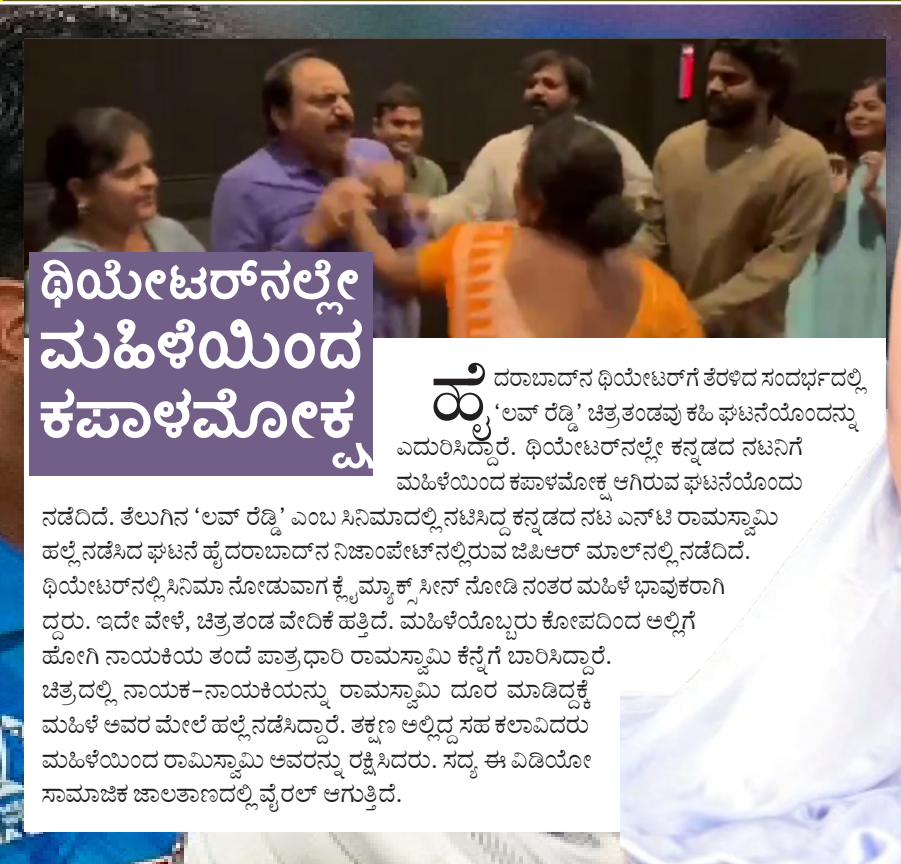 ಥಿಯೇಟರ್‌ನಲ್ಲೇ
ಮಹಿಳೆಯಿಂದ
ಕಪಾಳಮೋಕ್ಷ
ಹೈದರಾಬಾದ್‌ನ ಥಿಯೇಟರ್‌ಗೆ ತೆರಳಿದ ಸಂದರ್ಭದಲ್ಲಿ
‘ಲವ್ ರೆಡ್ಡಿ’ ಚಿತ್ರತಂಡವು ಕಹಿ ಘಟನೆಯೊಂದನ್ನು
ಎದುರಿಸಿದ್ದಾರೆ. ಥಿಯೇಟರ್‌ನಲ್ಲೇ ಕನ್ನಡದ ನಟನಿಗೆ
ಮಹಿಳೆಯಿಂದ ಕಪಾಳಮೋಕ್ಷ ಆಗಿರುವ ಘಟನೆಯೊಂದು
ನಡೆದಿದೆ. ತೆಲುಗಿನ ‘ಲವ್ ರೆಡ್ಡಿ’ ಎಂಬ ಸಿನಿಮಾದಲ್ಲಿ ನಟಿಸಿದ್ದ ಕನ್ನಡದ ನಟ ಎನ್‌ಟಿ ರಾಮಸ್ವಾಮಿ
ಹಲ್ಲೆ ನಡೆಸಿದ ಘಟನೆ ಹೈದರಾಬಾದ್‌ನ ನಿಜಾಂಪೇಟ್‌ನಲ್ಲಿರುವ ಜಿಪಿಆರ್ ಮಾಲ್‌ನಲ್ಲಿ ನಡೆದಿದೆ.
ಥಿಯೇಟರ್‌ನಲ್ಲಿ ಸಿನಿಮಾ ನೋಡುವಾಗ ಕ್ಲೈಮ್ಯಾಕ್ಸ್ ಸೀನ್ ನೋಡಿ ನಂತರ ಮಹಿಳೆ ಭಾವುಕರಾಗಿ
ದ್ದರು. ಇದೇ ವೇಳೆ, ಚಿತ್ರತಂಡ ವೇದಿಕೆ ಹತ್ತಿದೆ. ಮಹಿಳೆಯೊಬ್ಬರು ಕೋಪದಿಂದ ಅಲ್ಲಿಗೆ
ಹೋಗಿ ನಾಯಕಿಯ ತಂದೆ ಪಾತ್ರಧಾರಿ ರಾಮಸ್ವಾಮಿ ಕೆನ್ನೆಗೆ ಬಾರಿಸಿದ್ದಾರೆ.
ಚಿತ್ರದಲ್ಲಿ ನಾಯಕ–ನಾಯಕಿಯನ್ನು ರಾಮಸ್ವಾಮಿ ದೂರ ಮಾಡಿದ್ದಕ್ಕೆ
ಮಹಿಳೆ ಅವರ ಮೇಲೆ ಹಲ್ಲೆ ನಡೆಸಿದ್ದಾರೆ. ತಕ್ಷಣ ಅಲ್ಲಿದ್ದ ಸಹ ಕಲಾವಿದರು
ಮಹಿಳೆಯಿಂದ ರಾಮಿಸ್ವಾಮಿ ಅವರನ್ನು ರಕ್ಷಿಸಿದರು. ಸದ್ಯ ಈ ವಿಡಿಯೋ
ಸಾಮಾಜಿಕ ಜಾಲತಾಣದಲ್ಲಿ ವೈರಲ್ ಆಗುತ್ತಿದೆ.